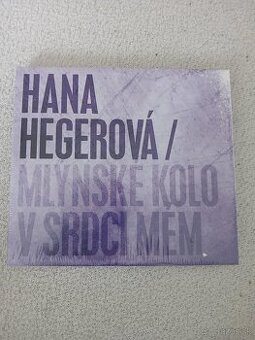 HANA
HEGEROVÁ /
MLÝNSKÉ KOLO
V SRDCI MÉM